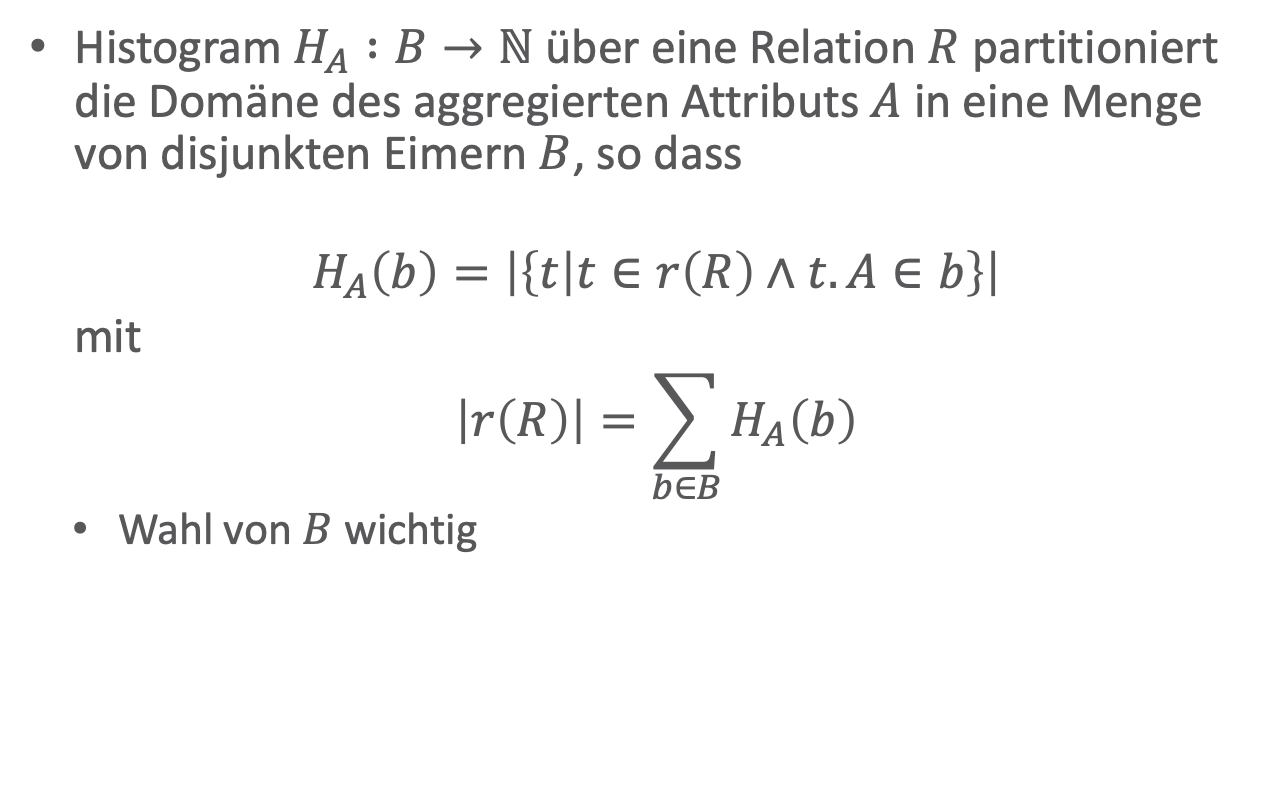 • Histogram H_A : B → ℕ über eine Relation R partitioniert
die Domäne des aggregierten Attributs A in eine Menge
von disjunkten Eimern B, so dass
H_A(b) = |{t|t ∈ r(R) ∧ t. A ∈ b}|
mit
|r(R)| = ∑_{b∈B} H_A(b)
• Wahl von B wichtig